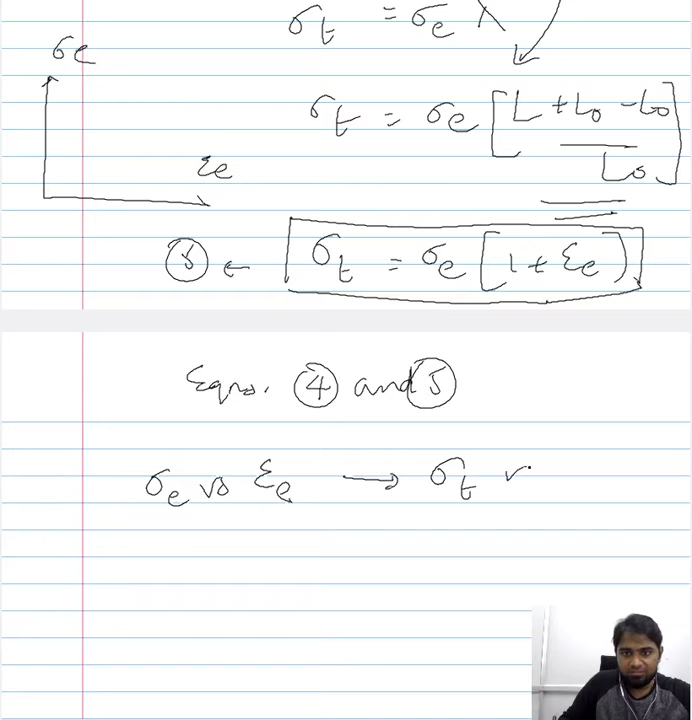 σt = σe λ
σe
σt = σe [L + L₀ - L₀ / L₀]
εe
⑤ ← σt = σe [1 + εe)
Eqns. ④ and ⑤
σe vs εe → σt v